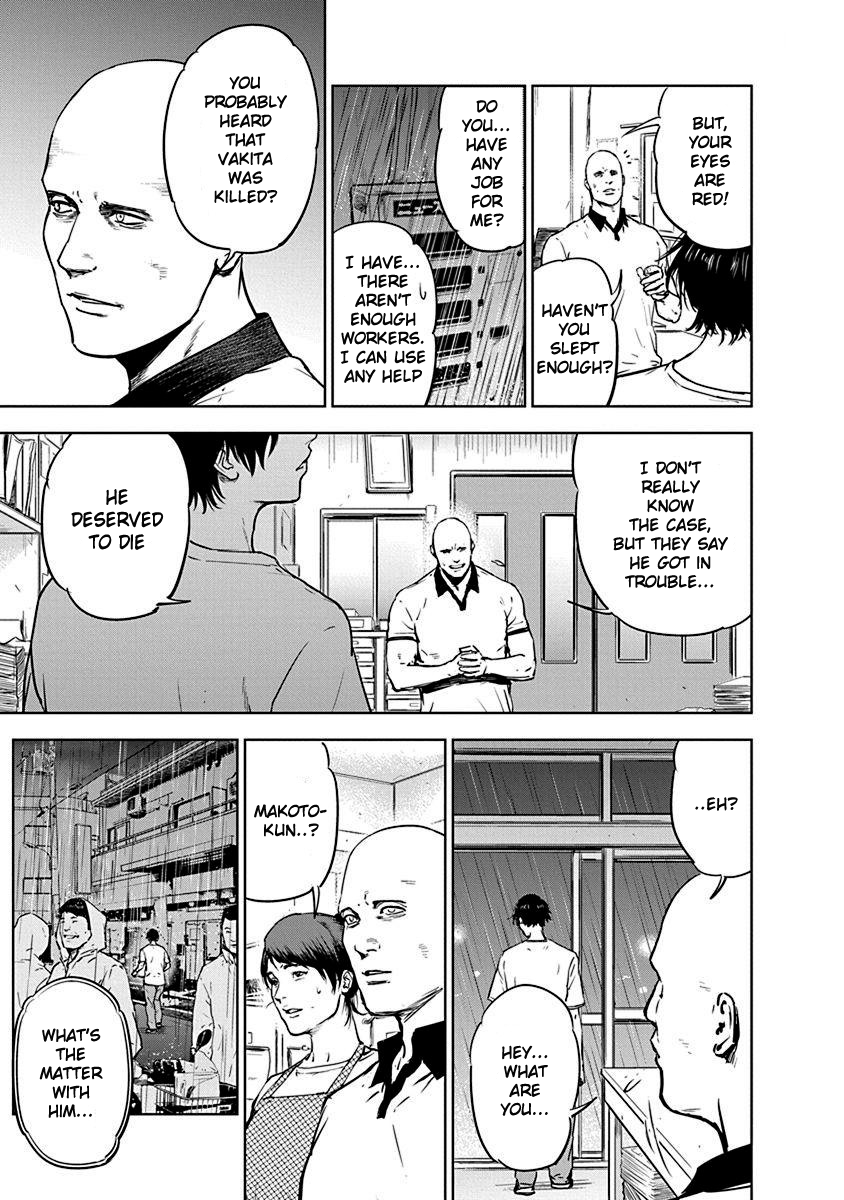 BUT,
YOUR
EYES
ARE
RED!
HAVEN'T
YOU
SLEPT
ENOUGH?
DO
YOU...
HAVE
ANY
JOB
FOR
ME?
I HAVE...
THERE
AREN'T
ENOUGH
WORKERS.
I CAN USE
ANY HELP
YOU
PROBABLY
HEARD
THAT
VAKITA
WAS
KILLED?
I DON'T
REALLY
KNOW
THE CASE,
BUT THEY SAY
HE GOT IN
TROUBLE...
HE
DESERVED
TO DIE
..EH?
HEY...
WHAT
ARE
YOU...
MAKOTO-
KUN..?
WHAT'S
THE
MATTER
WITH
HIM...